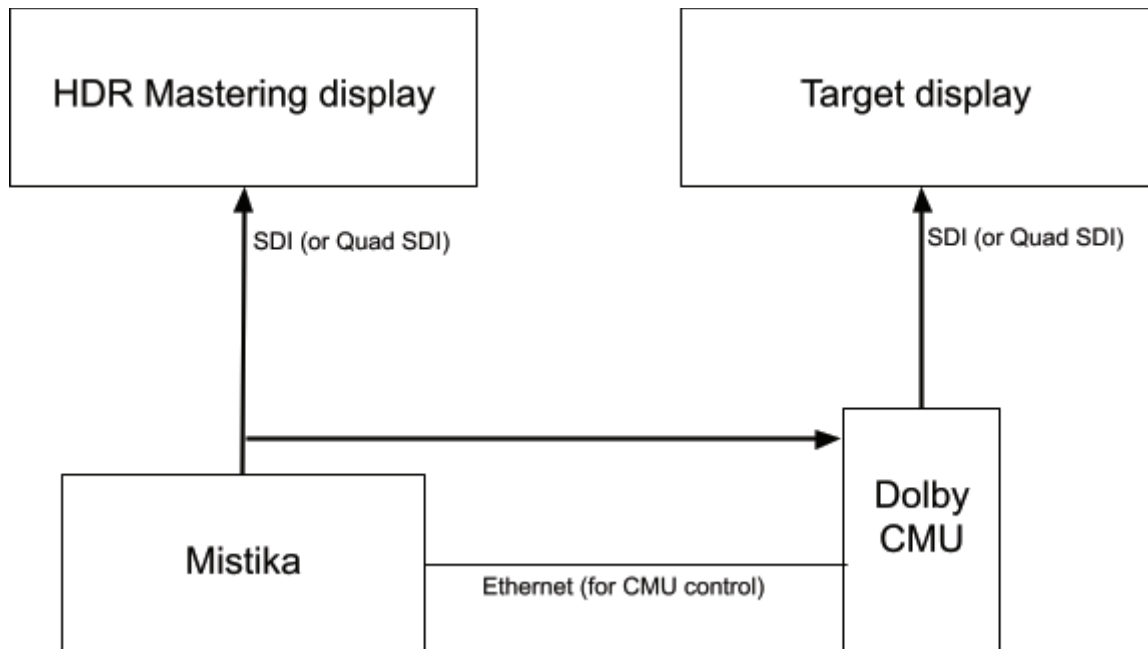 HDR Mastering display
Target display
SDI (or Quad SDI)
SDI (or Quad SDI)
Mistika
Dolby
CMU
Ethernet (for CMU control)